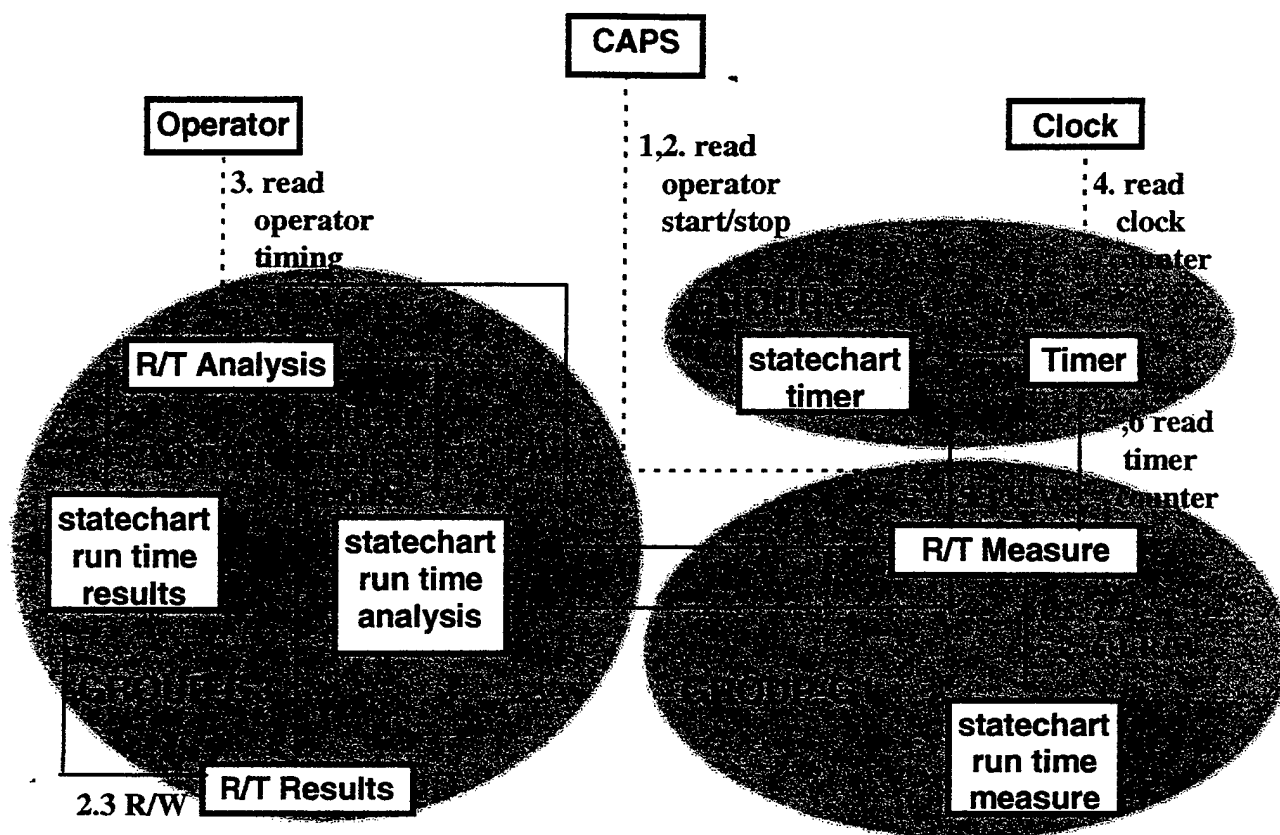 CAPS
Operator
Clock
1,2. read
operator
start/stop
3. read
operator
timing
4. read
clock
R/T Analysis
statechart
timer
Timer
read
timer
counter
statechart
run time
results
statechart
run time
analysis
R/T Measure
statechart
run time
measure
R/T Results
2.3 R/W